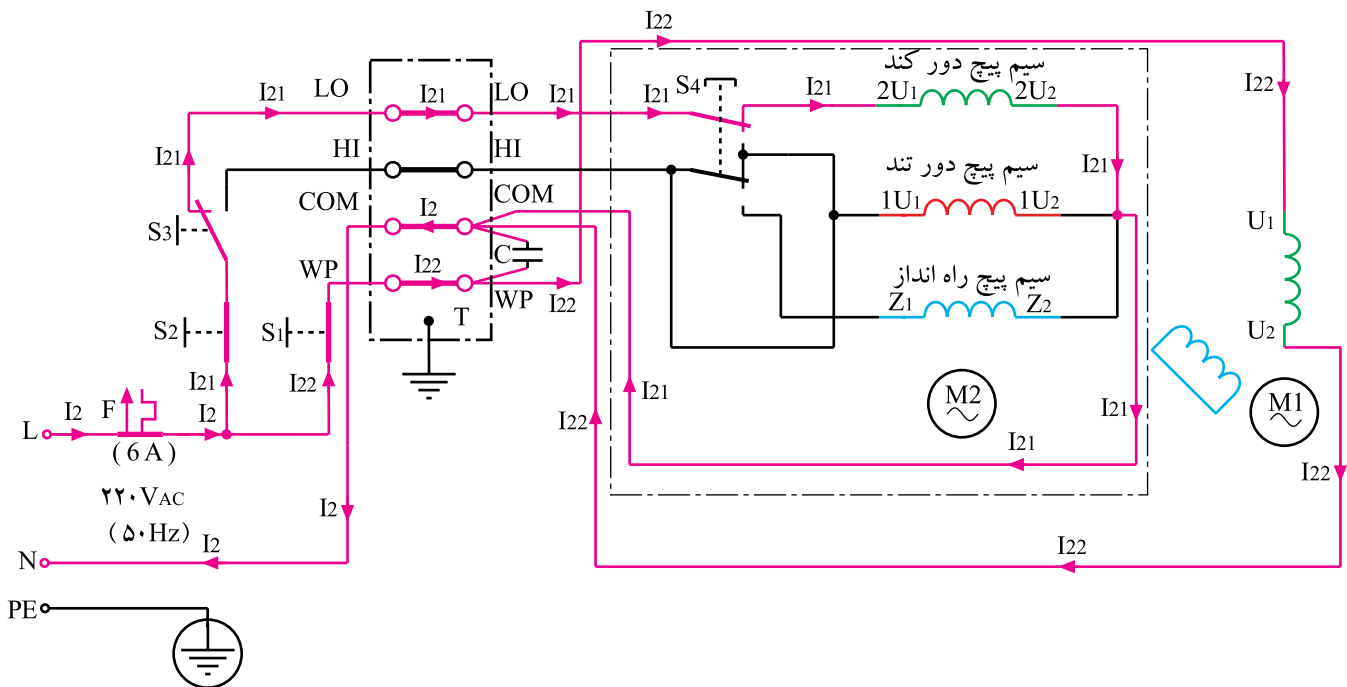 I22
I22
سیم پیچ دور کند
LO
LO
S4
I21
I21
I21
I21
I21
I21
2U1
2U2
HI
HI
I21
I21
سیم پیچ دور تند
COM
COM
1U1
1U2
S3
I2
U1
C
WP
I22
WP
I22
سیم پیچ راه انداز
Z1
Z2
T
S2
S1
U2
I21
I22
I21
M2
M1
F
I2
I2
I22
I21
L
(6A)
I21
I22
۲۲۰VAC
I2
(۵۰Hz)
I2
I22
N
PE